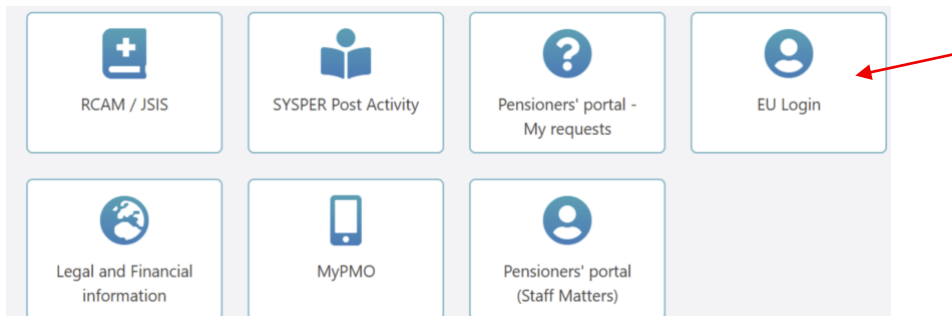 RCAM / JSIS
SYSPER Post Activity
Pensioners' portal -
My requests
EU Login
Legal and Financial
information
MyPMO
Pensioners' portal
(Staff Matters)